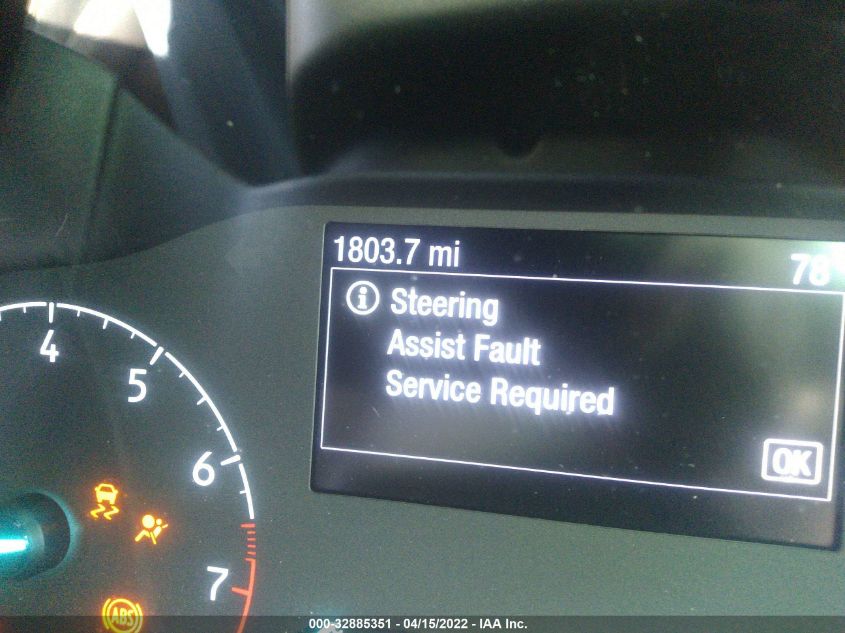 1803.7 mi
78°
Steering
Assist Fault
Service Required
OK
4
5
6
7
ABS
000-32885351 - 04/15/2022 - IAA Inc.